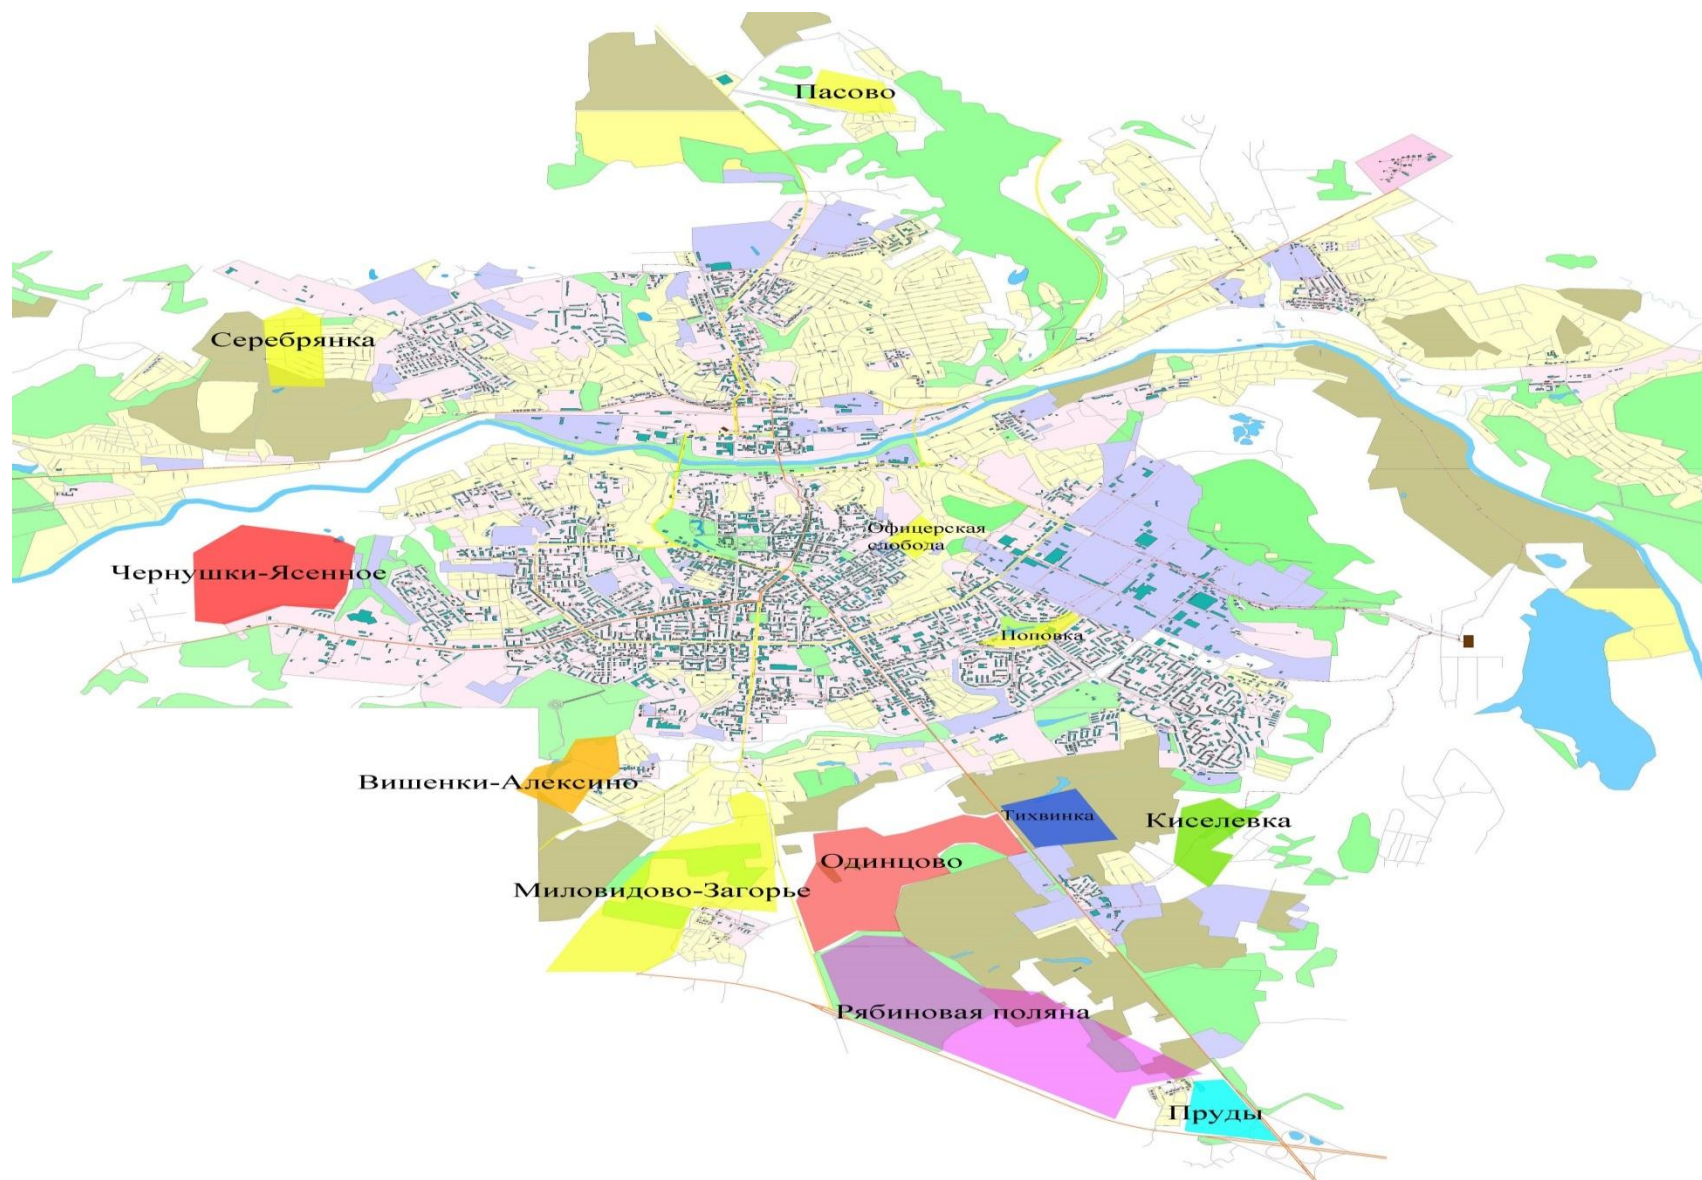 Пасово
Серебрянка
Офицерская
слобода
Чернушки-Ясенное
Поповка
Вишенки-Алексино
Тихвинка
Киселевка
Одинцово
Миловидово-Загорье
Рябиновая поляна
Пруды